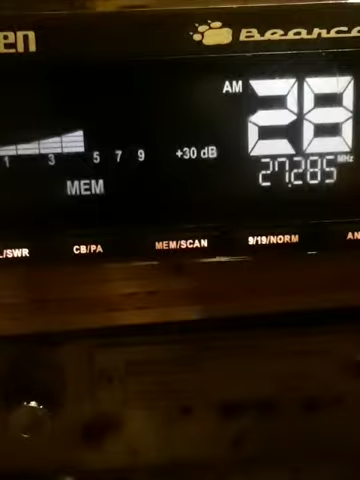 en Bearca
AM 28
1 3 5 7 9 +30 dB
27.285 MHz
MEM
L/SWR CB/PA MEM/SCAN 9/19/NORM AN